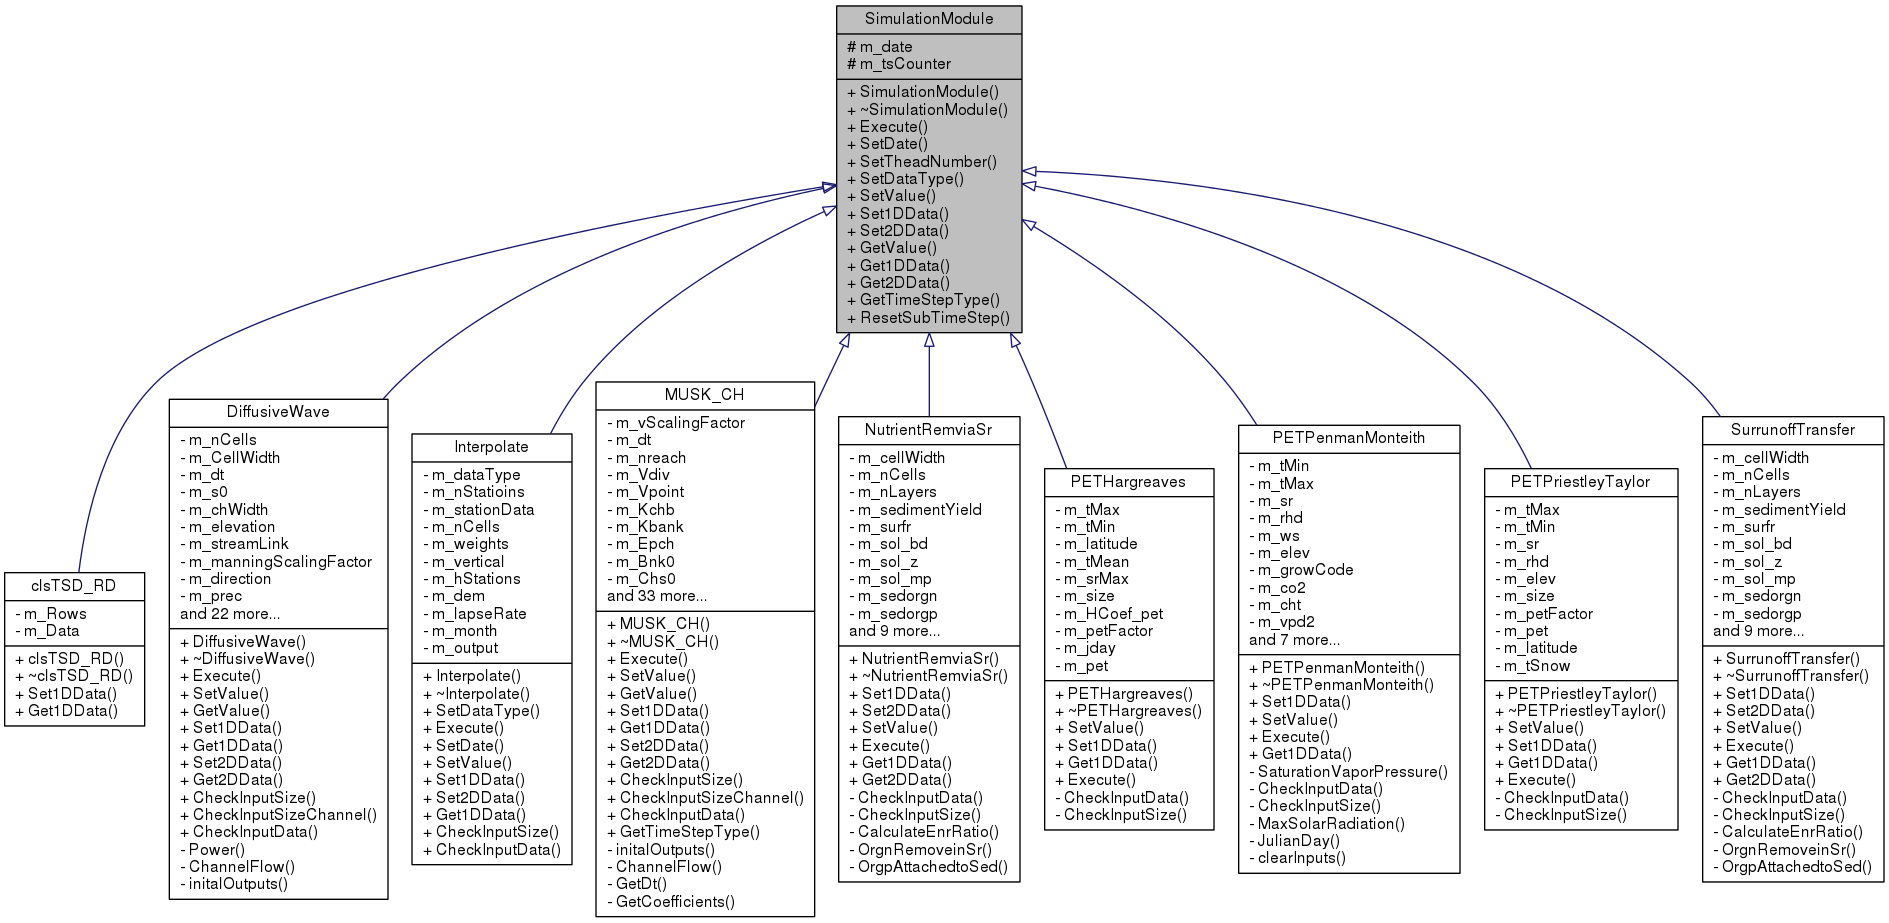 SimulationModule
# m_date
# m_tsCounter
+ SimulationModule()
+ ~SimulationModule()
+ Execute()
+ SetDate()
+ SetTheadNumber()
+ SetDataType()
+ SetValue()
+ Set1DData()
+ Set2DData()
+ GetValue()
+ Get1DData()
+ Get2DData()
+ GetTimeStepType()
+ ResetSubTimeStep()
clsTSD_RD
- m_Rows
- m_Data
+ clsTSD_RD()
+ ~clsTSD_RD()
+ Set1DData()
+ Get1DData()
DiffusiveWave
- m_nCells
- m_CellWidth
- m_dt
- m_s0
- m_chWidth
- m_elevation
- m_streamLink
- m_manningScalingFactor
- m_direction
- m_prec
and 22 more...
+ DiffusiveWave()
+ ~DiffusiveWave()
+ Execute()
+ SetValue()
+ GetValue()
+ Set1DData()
+ Get1DData()
+ Set2DData()
+ Get2DData()
+ CheckInputSize()
+ CheckInputSizeChannel()
+ CheckInputData()
- Power()
- ChannelFlow()
- initalOutputs()
Interpolate
- m_dataType
- m_nStatioins
- m_stationData
- m_nCells
- m_weights
- m_vertical
- m_hStations
- m_dem
- m_lapseRate
- m_month
- m_output
+ Interpolate()
+ ~Interpolate()
+ SetDataType()
+ Execute()
+ SetDate()
+ SetValue()
+ Set1DData()
+ Set2DData()
+ Get1DData()
+ CheckInputSize()
+ CheckInputData()
MUSK_CH
- m_vScalingFactor
- m_dt
- m_nreach
- m_Vdiv
- m_Vpoint
- m_Kchb
- m_Kbank
- m_Epch
- m_Bnk0
- m_Chs0
and 33 more...
+ MUSK_CH()
+ ~MUSK_CH()
+ Execute()
+ SetValue()
+ GetValue()
+ Set1DData()
+ Get1DData()
+ Set2DData()
+ Get2DData()
+ CheckInputSize()
+ CheckInputSizeChannel()
+ CheckInputData()
+ GetTimeStepType()
- initalOutputs()
- ChannelFlow()
- GetDt()
- GetCoefficients()
NutrientRemviaSr
- m_cellWidth
- m_nCells
- m_nLayers
- m_sedimentYield
- m_surfr
- m_sol_bd
- m_sol_z
- m_sol_mp
- m_sedorgn
- m_sedorgp
and 9 more...
+ NutrientRemviaSr()
+ ~NutrientRemviaSr()
+ Set1DData()
+ Set2DData()
+ SetValue()
+ Execute()
+ Get1DData()
+ Get2DData()
- CheckInputData()
- CheckInputSize()
- CalculateEnrRatio()
- OrgnRemoveinSr()
- OrgpAttachedtoSed()
PETHargreaves
- m_tMax
- m_tMin
- m_latitude
- m_tMean
- m_srMax
- m_size
- m_HCoef_pet
- m_petFactor
- m_jday
- m_pet
+ PETHargreaves()
+ ~PETHargreaves()
+ SetValue()
+ Set1DData()
+ Get1DData()
+ Execute()
- CheckInputData()
- CheckInputSize()
PETPenmanMonteith
- m_tMin
- m_tMax
- m_sr
- m_rhd
- m_ws
- m_elev
- m_growCode
- m_co2
- m_cht
- m_vpd2
and 7 more...
+ PETPenmanMonteith()
+ ~PETPenmanMonteith()
+ Set1DData()
+ SetValue()
+ Execute()
+ Get1DData()
- SaturationVaporPressure()
- CheckInputData()
- CheckInputSize()
- MaxSolarRadiation()
- JulianDay()
- clearInputs()
PETPriestleyTaylor
- m_tMax
- m_tMin
- m_sr
- m_rhd
- m_elev
- m_size
- m_petFactor
- m_pet
- m_latitude
- m_tSnow
+ PETPriestleyTaylor()
+ ~PETPriestleyTaylor()
+ SetValue()
+ Set1DData()
+ Get1DData()
+ Execute()
- CheckInputData()
- CheckInputSize()
SurrunoffTransfer
- m_cellWidth
- m_nCells
- m_nLayers
- m_sedimentYield
- m_surfr
- m_sol_bd
- m_sol_z
- m_sol_mp
- m_sedorgn
- m_sedorgp
and 9 more...
+ SurrunoffTransfer()
+ ~SurrunoffTransfer()
+ Set1DData()
+ Set2DData()
+ SetValue()
+ Execute()
+ Get1DData()
+ Get2DData()
- CheckInputData()
- CheckInputSize()
- CalculateEnrRatio()
- OrgnRemoveinSr()
- OrgpAttachedtoSed()